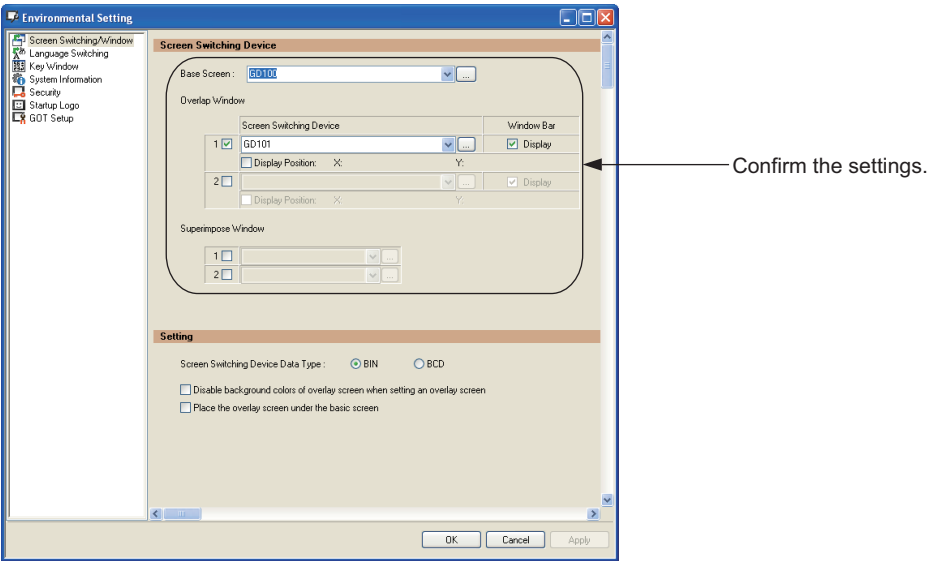 Environmental Setting
Screen Switching/Window
Language Switching
Key Window
System Information
Security
Startup Logo
GOT Setup
Screen Switching Device
Base Screen : GD100 ...
Overlap Window
Screen Switching Device Window Bar
1 GD101 ... Display
Display Position: X: Y:
2 ... Display
Display Position: X: Y:
Superimpose Window
1 ...
2 ...
Confirm the settings.
Setting
Screen Switching Device Data Type : BIN BCD
Disable background colors of overlay screen when setting an overlay screen
Place the overlay screen under the basic screen
OK Cancel Apply